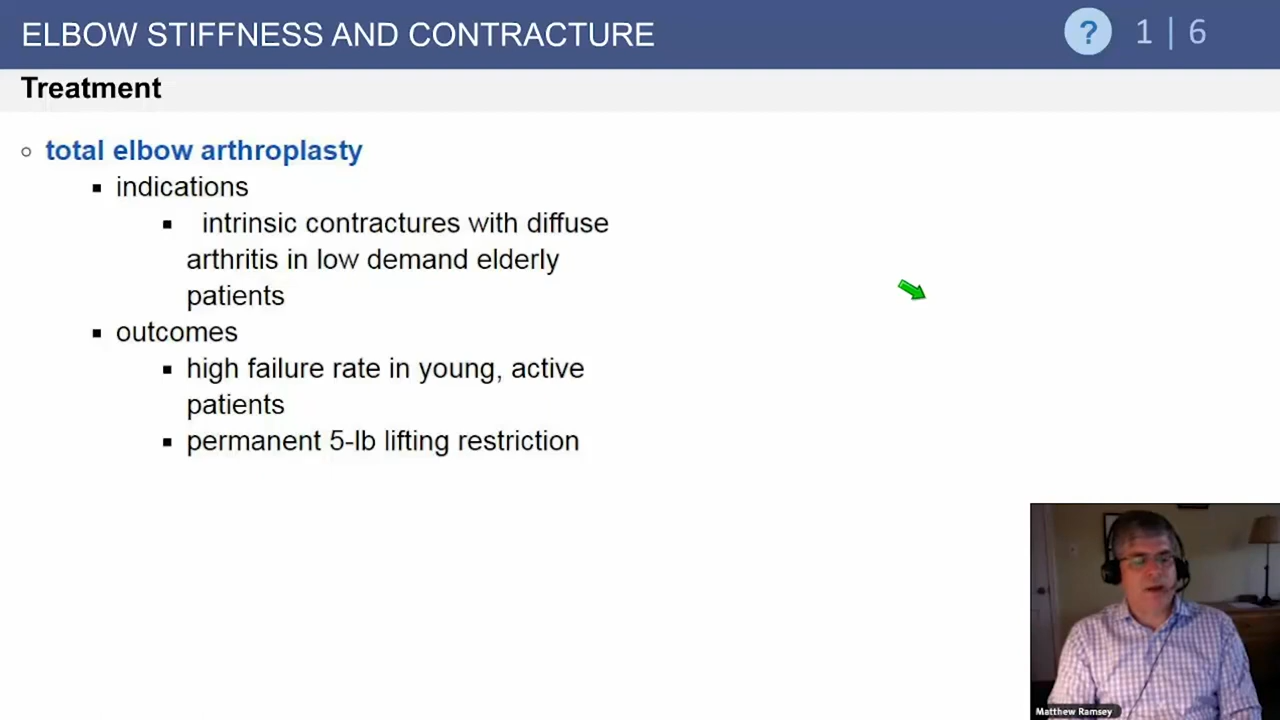 ELBOW STIFFNESS AND CONTRACTURE
? 1 | 6
Treatment
total elbow arthroplasty
indications
intrinsic contractures with diffuse
arthritis in low demand elderly
patients
outcomes
high failure rate in young, active
patients
permanent 5-lb lifting restriction
Matthew Ramsey